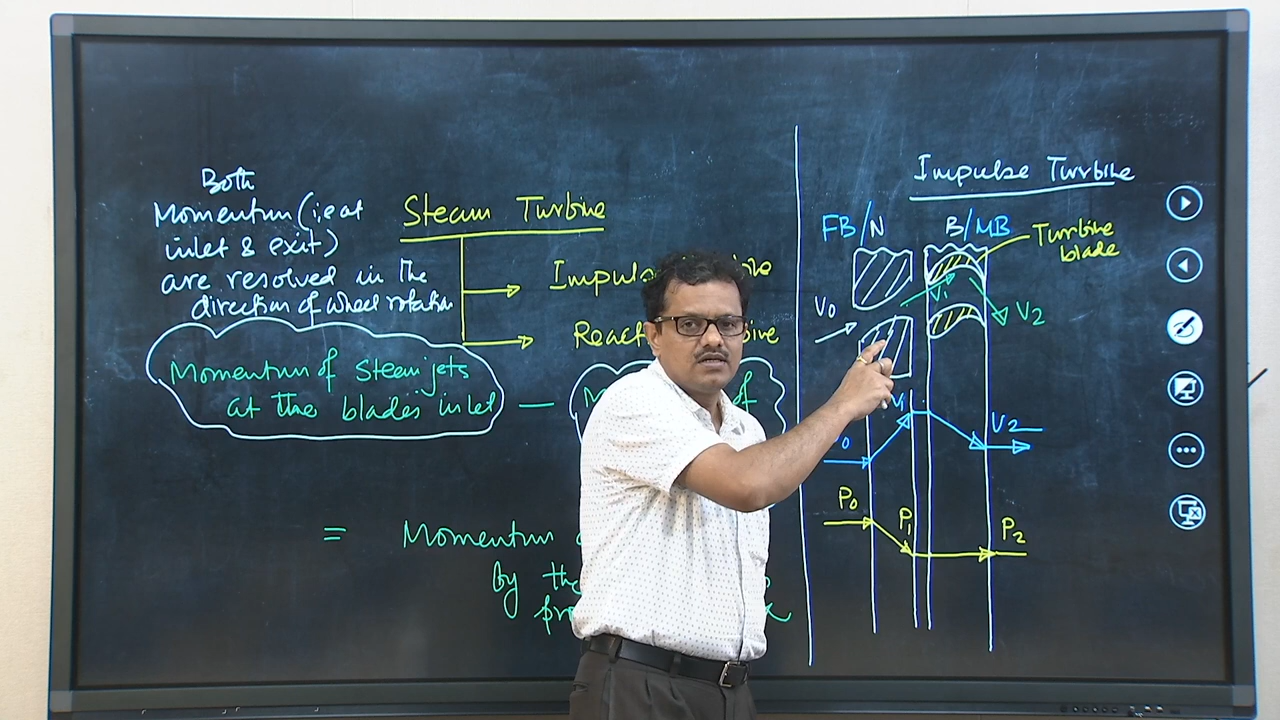 Both
Momentum (i.e at
inlet & exit)
are resolved in the
direction of wheel rotation
Steam Turbine
Momentum of Steam jets
at the blades inlet —
= Momentum
by the
Impulse Turbine
FB/N B/MB
Turbine
blade
V0
V1
V2
V1
V2
P0
P1
P2